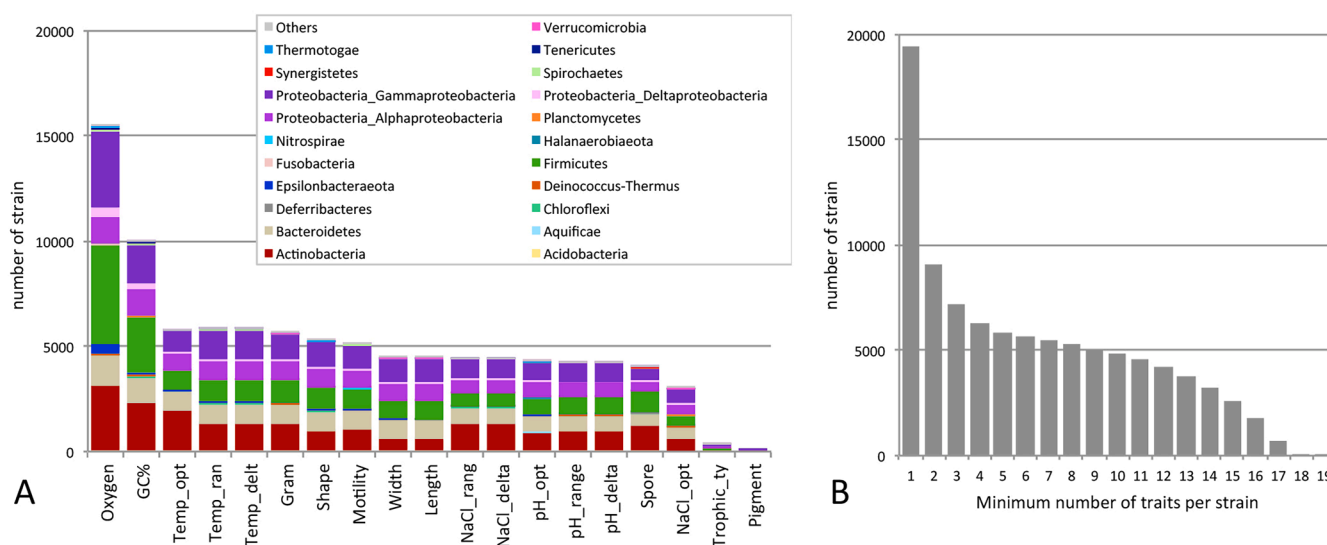 20000
15000
10000
5000
0
number of strain
Others
Thermotogae
Synergistetes
Proteobacteria_Gammaproteobacteria
Proteobacteria_Alphaproteobacteria
Nitrospirae
Fusobacteria
Epsilonbacteraeota
Deferribacteres
Bacteroidetes
Actinobacteria
Verrucomicrobia
Tenericutes
Spirochaetes
Proteobacteria_Deltaproteobacteria
Planctomycetes
Halanaerobiaeota
Firmicutes
Deinococcus-Thermus
Chloroflexi
Aquificae
Acidobacteria
Oxygen
GC%
Temp_opt
Temp_ran
Temp_delt
Gram
Shape
Motility
Width
Length
NaCl_rang
NaCl_delta
pH_opt
pH_range
pH_delta
Spore
NaCl_opt
Trophic_ty
Pigment
A
20000
15000
10000
5000
0
number of strain
1 2 3 4 5 6 7 8 9 10 11 12 13 14 15 16 17 18 19
Minimum number of traits per strain
B